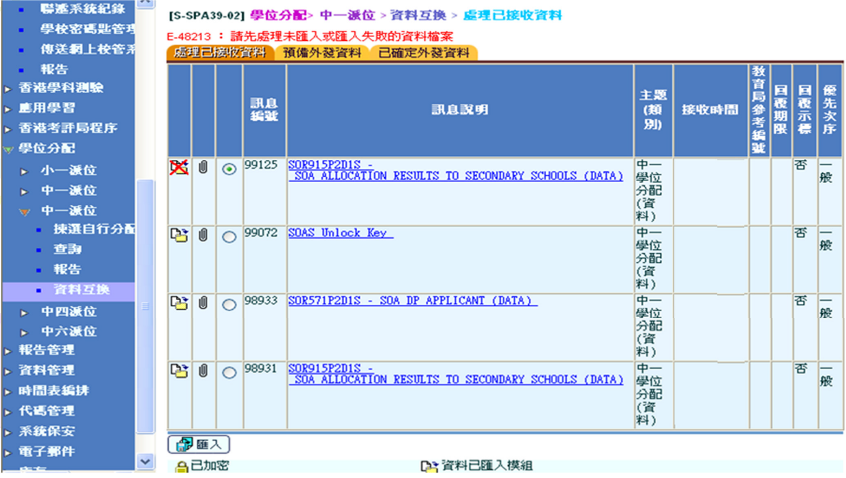 聯遞系統紀錄
學校密碼匙管理
傳送網上校管系
報告
香港學科測驗
應用學習
香港考評局程序
學位分配
小一派位
中一派位
中一派位
揀選自行分配
查詢
報告
資料互換
中四派位
中六派位
報告管理
資料管理
時間表編排
代碼管理
系統保安
電子郵件
[S-SPA39-02] 學位分配> 中一派位 > 資料互換 > 處理已接收資料
E-48213 : 請先處理未匯入或匯入失敗的資料檔案
處理已接收資料 預備外發資料 已確定外發資料
訊息編號 訊息說明 主題(類別) 接收時間 教育局參考編號 回覆期限 回覆示標 優先次序
99125 SOR915P2D1S - 中一 否 一
SOA ALLOCATION RESULTS TO SECONDARY SCHOOLS (DATA) 學位 般
分配
(資
料)
99072 SOAS Unlock Key 中一 否 一
學位 般
分配
(資
料)
98933 SOR571P2D1S - SOA DP APPLICANT (DATA) 中一 否 一
學位 般
分配
(資
料)
98931 SOR915P2D1S - 中一 否 一
SOA ALLOCATION RESULTS TO SECONDARY SCHOOLS (DATA) 學位 般
分配
(資
料)
匯入
已加密 資料已匯入模組